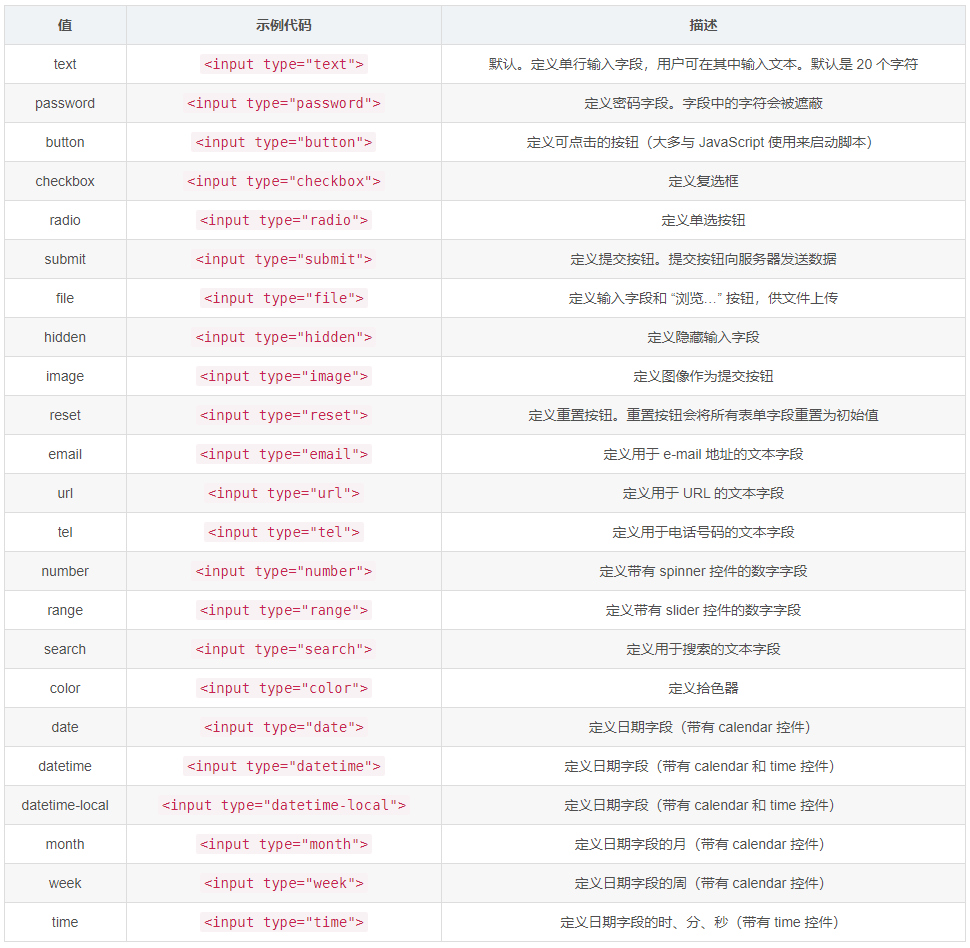 值 示例代码 描述
text <input type="text"> 默认。定义单行输入字段，用户可在其中输入文本。默认是 20 个字符
password <input type="password"> 定义密码字段。字段中的字符会被遮蔽
button <input type="button"> 定义可点击的按钮（大多与 JavaScript 使用来启动脚本）
checkbox <input type="checkbox"> 定义复选框
radio <input type="radio"> 定义单选按钮
submit <input type="submit"> 定义提交按钮。提交按钮向服务器发送数据
file <input type="file"> 定义输入字段和 “浏览…” 按钮，供文件上传
hidden <input type="hidden"> 定义隐藏输入字段
image <input type="image"> 定义图像作为提交按钮
reset <input type="reset"> 定义重置按钮。重置按钮会将所有表单字段重置为初始值
email <input type="email"> 定义用于 e-mail 地址的文本字段
url <input type="url"> 定义用于 URL 的文本字段
tel <input type="tel"> 定义用于电话号码的文本字段
number <input type="number"> 定义带有 spinner 控件的数字字段
range <input type="range"> 定义带有 slider 控件的数字字段
search <input type="search"> 定义用于搜索的文本字段
color <input type="color"> 定义拾色器
date <input type="date"> 定义日期字段（带有 calendar 控件）
datetime <input type="datetime"> 定义日期字段（带有 calendar 和 time 控件）
datetime-local <input type="datetime-local"> 定义日期字段（带有 calendar 和 time 控件）
month <input type="month"> 定义日期字段的月（带有 calendar 控件）
week <input type="week"> 定义日期字段的周（带有 calendar 控件）
time <input type="time"> 定义日期字段的时、分、秒（带有 time 控件）